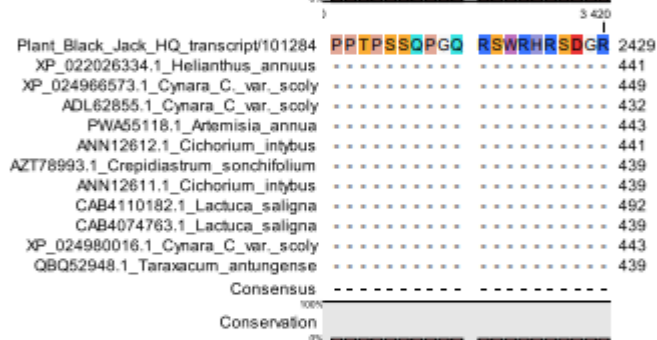 3 420
Plant_Black_Jack_HQ_transcript/101284 PPTPSSQPGQ RSWRHRSDGR 2429
XP_022026334.1_Helianthus_annuus - - - - - - - - - - - - - - - - - - - - 441
XP_024966573.1_Cynara_C._var._scoly - - - - - - - - - - - - - - - - - - - - 449
ADL62855.1_Cynara_C_var._scoly - - - - - - - - - - - - - - - - - - - - 432
PWA55118.1_Artemisia_annua - - - - - - - - - - - - - - - - - - - - 443
ANN12612.1_Cichorium_intybus - - - - - - - - - - - - - - - - - - - - 441
AZT78993.1_Crepidiastrum_sonchifolium - - - - - - - - - - - - - - - - - - - - 439
ANN12611.1_Cichorium_intybus - - - - - - - - - - - - - - - - - - - - 439
CAB4110182.1_Lactuca_saligna - - - - - - - - - - - - - - - - - - - - 492
CAB4074763.1_Lactuca_saligna - - - - - - - - - - - - - - - - - - - - 439
XP_024980016.1_Cynara_C_var._scoly - - - - - - - - - - - - - - - - - - - - 443
QBQ52948.1_Taraxacum_antungense - - - - - - - - - - - - - - - - - - - - 439
Consensus - - - - - - - - - - - - - - - - - - - -
100%
Conservation